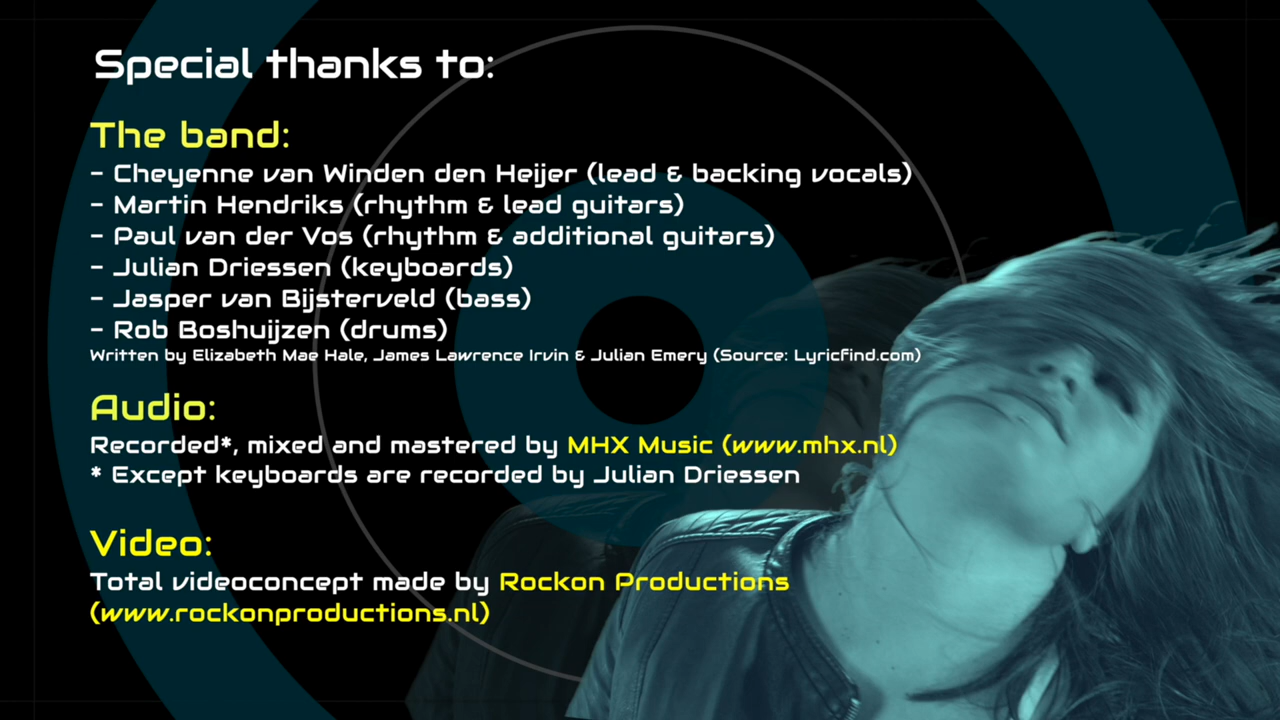 Special thanks to:
The band:
- Cheyenne van Winden den Heijer (lead & backing vocals)
- Martin Hendriks (rhythm & lead guitars)
- Paul van der Vos (rhythm & additional guitars)
- Julian Driessen (keyboards)
- Jasper van Bijsterveld (bass)
- Rob Boshuijzen (drums)
Written by Elizabeth Mae Hale, James Lawrence Irvin & Julian Emery (Source: Lyricfind.com)
Audio:
Recorded*, mixed and mastered by MHX Music (www.mhx.nl)
* Except keyboards are recorded by Julian Driessen
Video:
Total videoconcept made by Rockon Productions
(www.rockonproductions.nl)